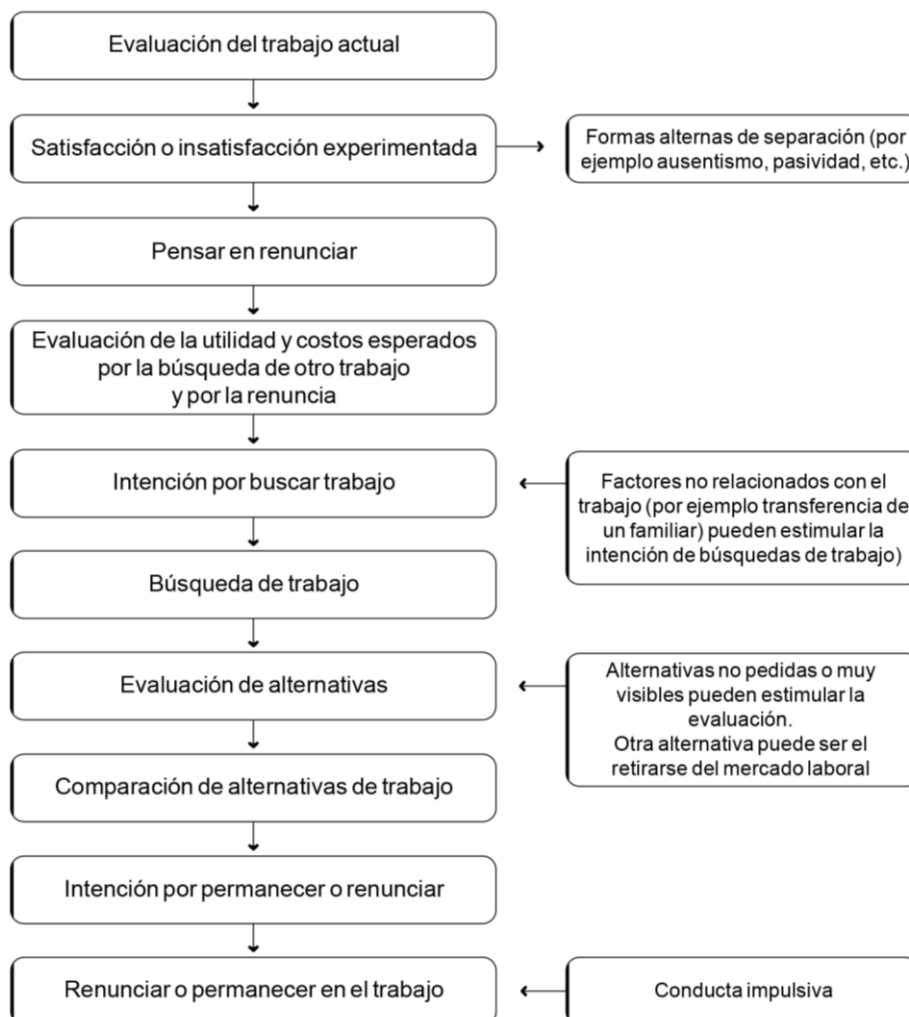 Evaluación del trabajo actual
Satisfacción o insatisfacción experimentada
Formas alternas de separación (por
ejemplo ausentismo, pasividad, etc.)
Pensar en renunciar
Evaluación de la utilidad y costos esperados
por la búsqueda de otro trabajo
y por la renuncia
Intención por buscar trabajo
Factores no relacionados con el
trabajo (por ejemplo transferencia de
un familiar) pueden estimular la
intención de búsquedas de trabajo)
Búsqueda de trabajo
Evaluación de alternativas
Alternativas no pedidas o muy
visibles pueden estimular la
evaluación.
Otra alternativa puede ser el
retirarse del mercado laboral
Comparación de alternativas de trabajo
Intención por permanecer o renunciar
Renunciar o permanecer en el trabajo
Conducta impulsiva